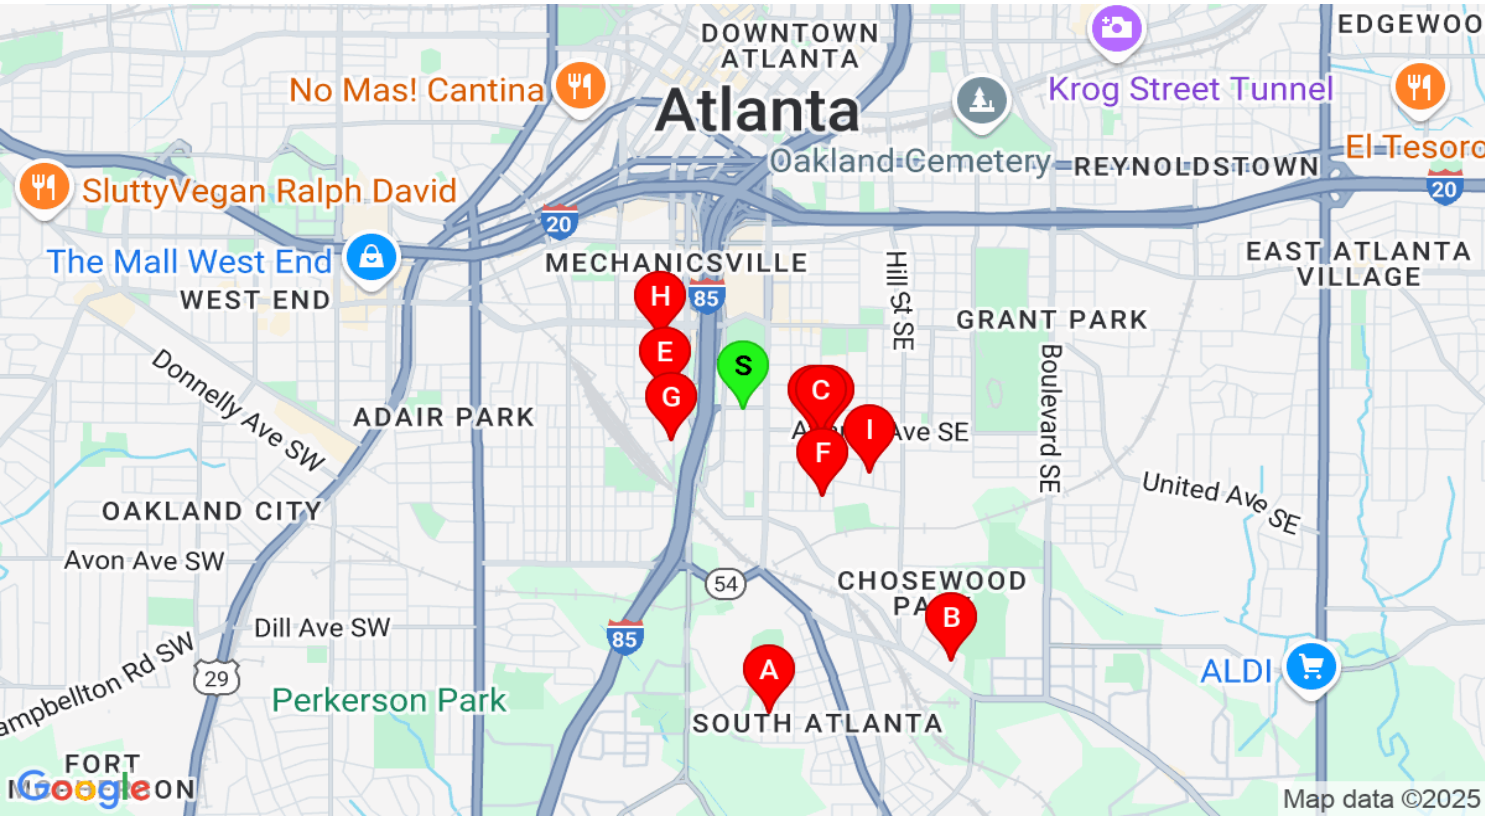 DOWNTOWN
ATLANTA
EDGEWOO
No Mas! Cantina
Atlanta
Krog Street Tunnel
Oakland Cemetery
REYNOLDSTOWN
El Tesoro
SluttyVegan Ralph David
20
20
The Mall West End
MECHANICSVILLE
EAST ATLANTA
VILLAGE
WEST END
H
85
Hill St SE
GRANT PARK
E
S
Boulevard SE
Donnelly Ave SW
G
C
ADAIR PARK
I
Ave SE
F
United Ave SE
OAKLAND CITY
Avon Ave SW
54
CHOSEWOOD
B
Dill Ave SW
85
ampbellton Rd SW
29
A
ALDI
Perkerson Park
SOUTH ATLANTA
FORT
Google
Map data ©2025